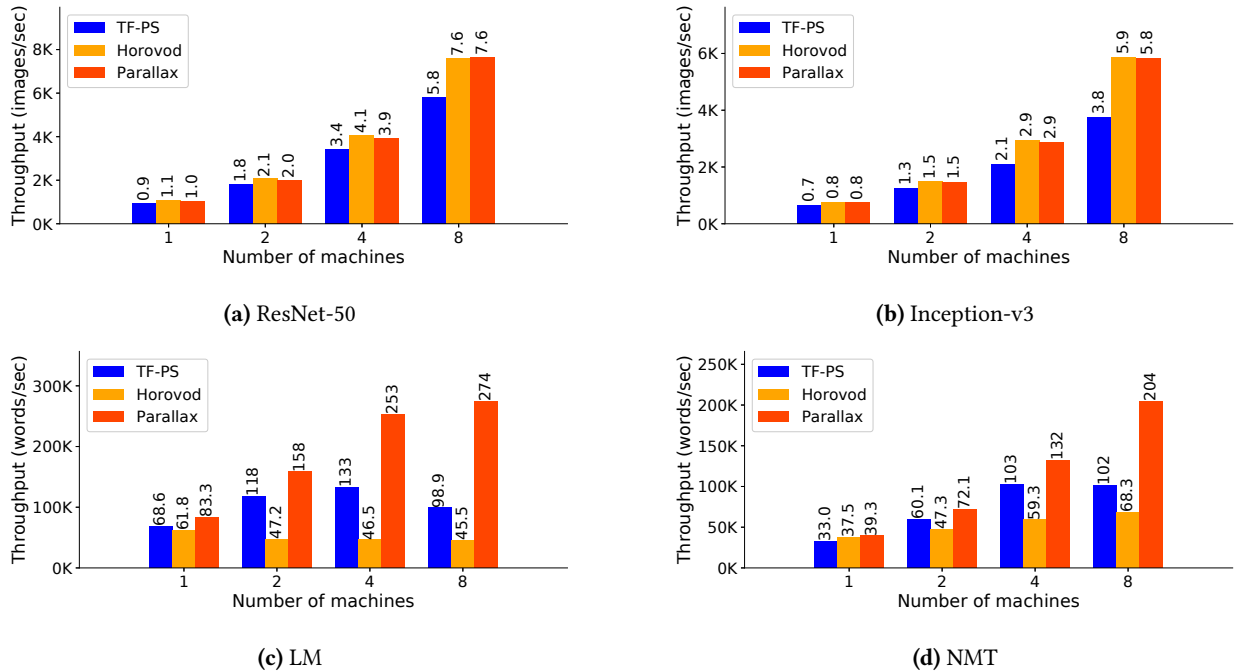 Throughput (images/sec)
8K
6K
4K
2K
0K
TF-PS
Horovod
Parallax
0.9
1.1
1.0
1.8
2.1
2.0
3.4
4.1
3.9
5.8
7.6
7.6
1 2 4 8
Number of machines
(a) ResNet-50
Throughput (images/sec)
6K
4K
2K
0K
TF-PS
Horovod
Parallax
0.7
0.8
0.8
1.3
1.5
1.5
2.1
2.9
2.9
3.8
5.9
5.8
1 2 4 8
Number of machines
(b) Inception-v3
Throughput (words/sec)
300K
200K
100K
0K
TF-PS
Horovod
Parallax
68.6
61.8
83.3
118
47.2
158
133
46.5
253
98.9
45.5
274
1 2 4 8
Number of machines
(c) LM
Throughput (words/sec)
250K
200K
150K
100K
50K
0K
TF-PS
Horovod
Parallax
33.0
37.5
39.3
60.1
47.3
72.1
103
59.3
132
102
68.3
204
1 2 4 8
Number of machines
(d) NMT